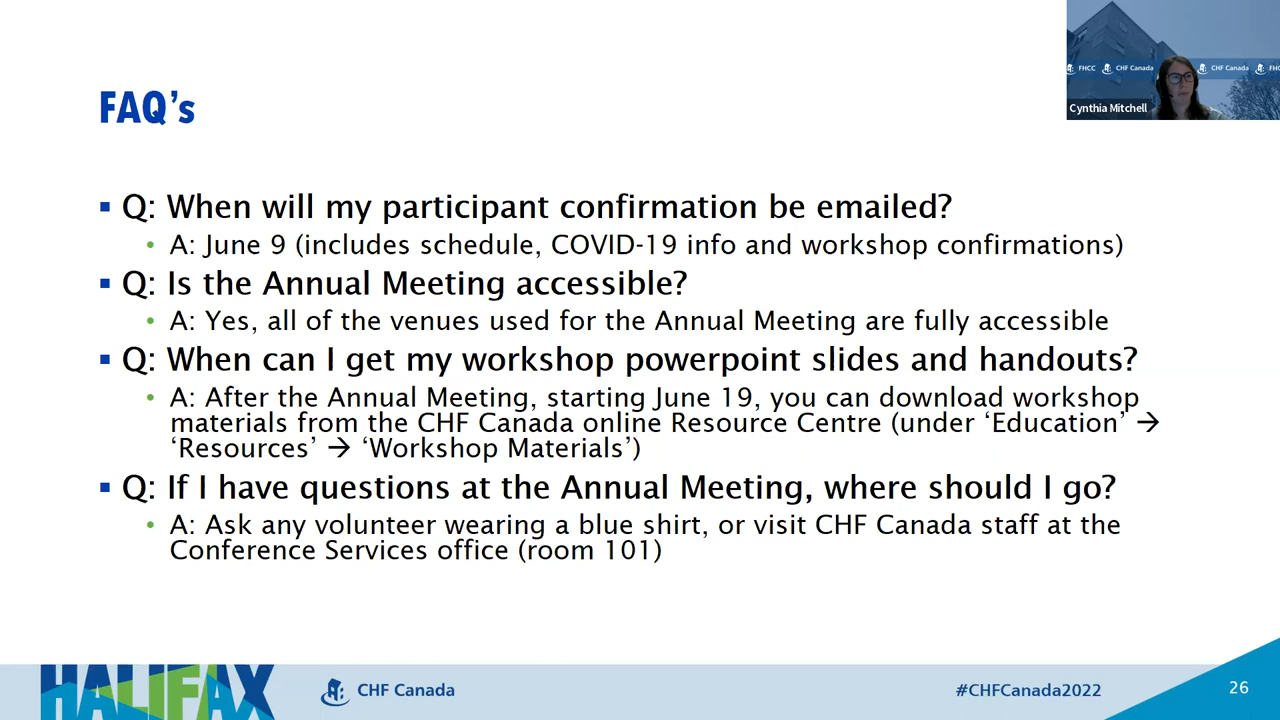 FHCC CHF Canada CHF Canada FHC
Cynthia Mitchell
FAQ's
Q: When will my participant confirmation be emailed?
A: June 9 (includes schedule, COVID-19 info and workshop confirmations)
Q: Is the Annual Meeting accessible?
A: Yes, all of the venues used for the Annual Meeting are fully accessible
Q: When can I get my workshop powerpoint slides and handouts?
A: After the Annual Meeting, starting June 19, you can download workshop
materials from the CHF Canada online Resource Centre (under ‘Education’ →
‘Resources’ → ‘Workshop Materials’)
Q: If I have questions at the Annual Meeting, where should I go?
A: Ask any volunteer wearing a blue shirt, or visit CHF Canada staff at the
Conference Services office (room 101)
HALIFAX CHF Canada #CHFCanada2022 26